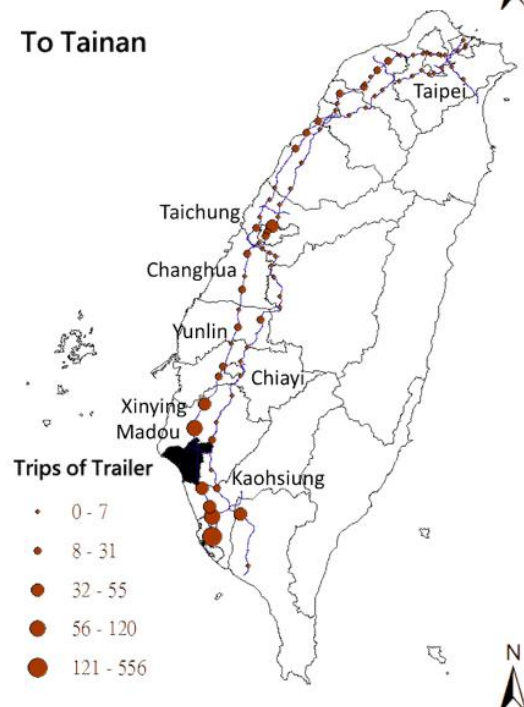 To Tainan
Taipei
Taichung
Changhua
Yunlin
Chiayi
Xinying
Madou
Kaohsiung
Trips of Trailer
0 - 7
8 - 31
32 - 55
56 - 120
121 - 556
N